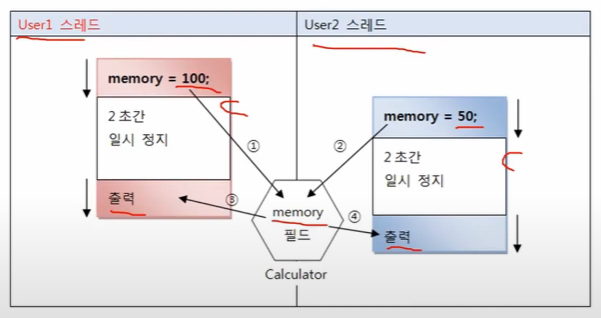 User1 스레드
User2 스레드
memory = 100;
2초간
일시 정지
출력
①
②
memory = 50;
2초간
일시 정지
출력
③
④
memory
필드
Calculator